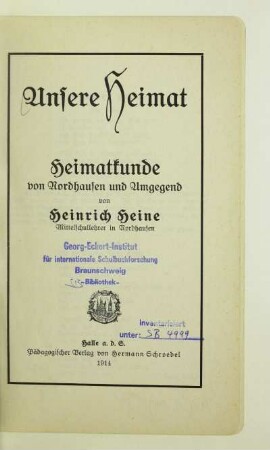 Unsere Heimat
Heimatkunde
von Nordhausen und Umgegend
von
Heinrich Heine
Mittelschullehrer in Nordhausen
Georg-Eckert-Institut
für internationale Schulbuchforschung
Braunschweig
-Bibliothek-
Inventarisiert
unter: SB 4999
Halle a. d. S.
Pädagogischer Verlag von Hermann Schroedel
1914